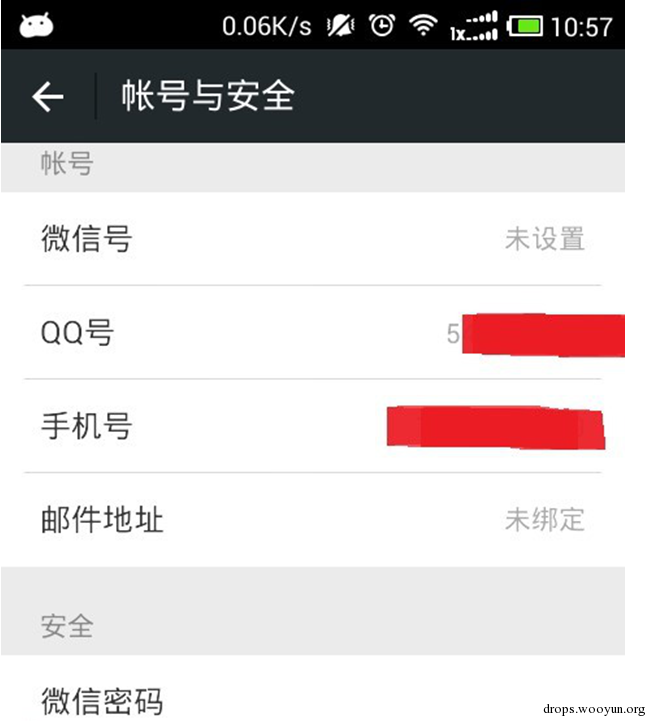 0.06K/s 1x 10:57
帐号与安全
帐号
微信号 未设置
QQ号 5
手机号
邮件地址 未绑定
安全
微信密码
drops.wooyun.org